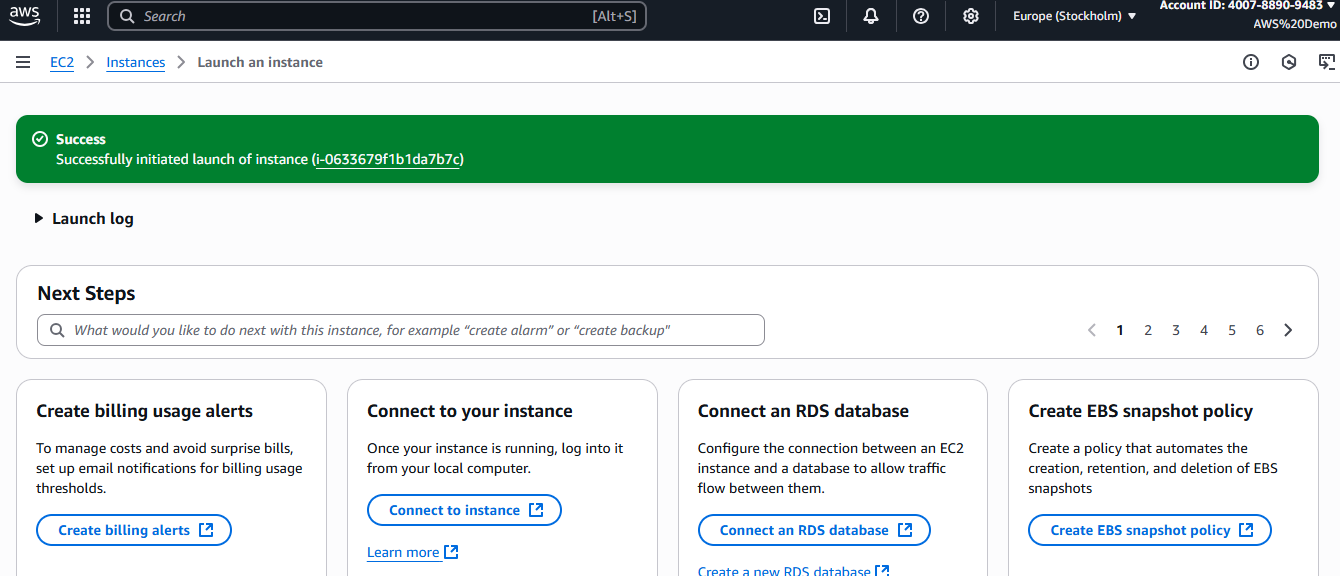 aws
Search
[Alt+S]
Europe (Stockholm)
Account ID: 4007-8890-9483
AWS%20Demo
EC2
Instances
Launch an instance
Success
Successfully initiated launch of instance (i-0633679f1b1da7b7c)
Launch log
Next Steps
What would you like to do next with this instance, for example “create alarm” or “create backup”
1 2 3 4 5 6
Create billing usage alerts
To manage costs and avoid surprise bills,
set up email notifications for billing usage
thresholds.
Create billing alerts
Connect to your instance
Once your instance is running, log into it
from your local computer.
Connect to instance
Learn more
Connect an RDS database
Configure the connection between an EC2
instance and a database to allow traffic
flow between them.
Connect an RDS database
Create a new RDS database
Create EBS snapshot policy
Create a policy that automates the
creation, retention, and deletion of EBS
snapshots
Create EBS snapshot policy